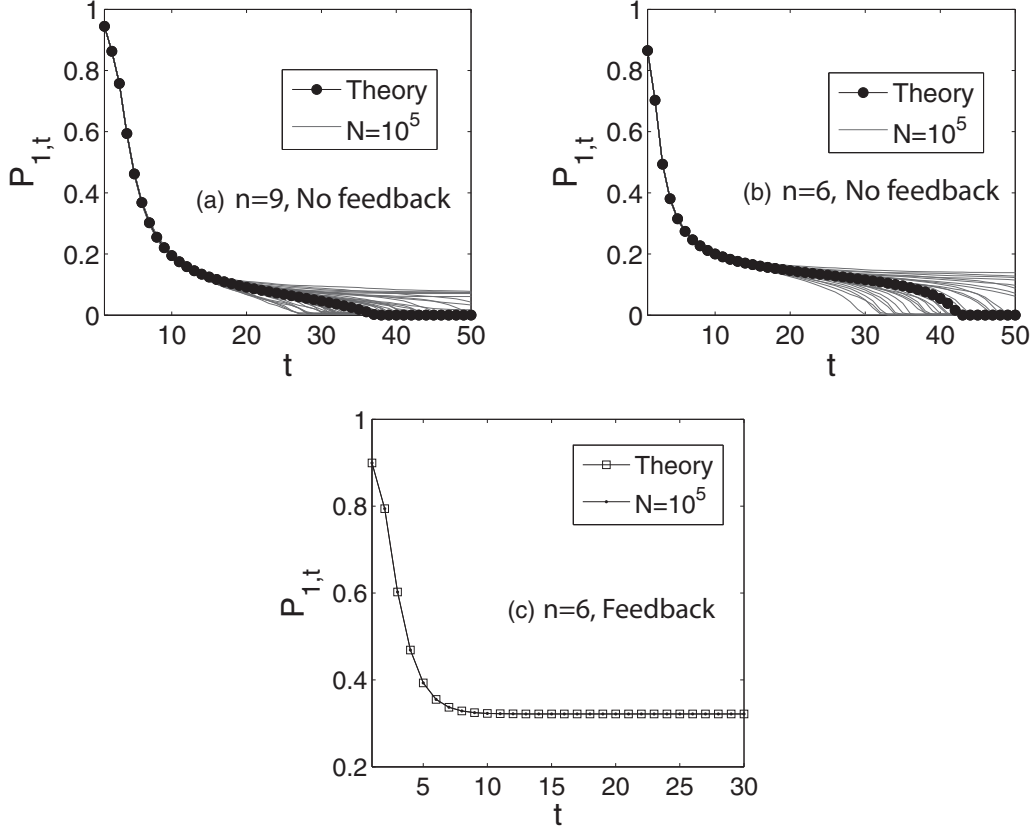 1
0.8
0.6
0.4
0.2
0
P1,t
Theory
N=10^5
(a) n=9, No feedback
10 20 30 40 50
t
1
0.8
0.6
0.4
0.2
0
P1,t
Theory
N=10^5
(b) n=6, No feedback
10 20 30 40 50
t
1
0.8
0.6
0.4
0.2
P1,t
Theory
N=10^5
(c) n=6, Feedback
5 10 15 20 25 30
t